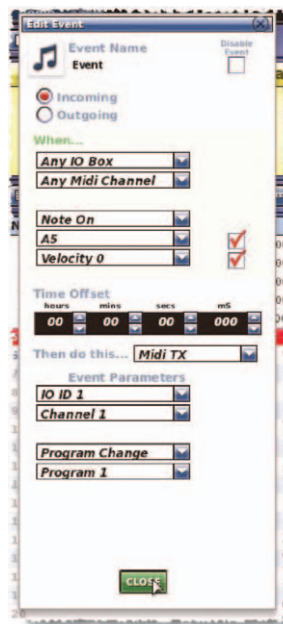 Edit Event
Event Name
Disable
Event
Event
Incoming
Outgoing
When...
Any IO Box
Any Midi Channel
Note On
A5
Velocity 0
Time Offset
hours mins secs mS
00 00 00 000
Then do this... Midi TX
Event Parameters
IO ID 1
Channel 1
Program Change
Program 1
CLOSE